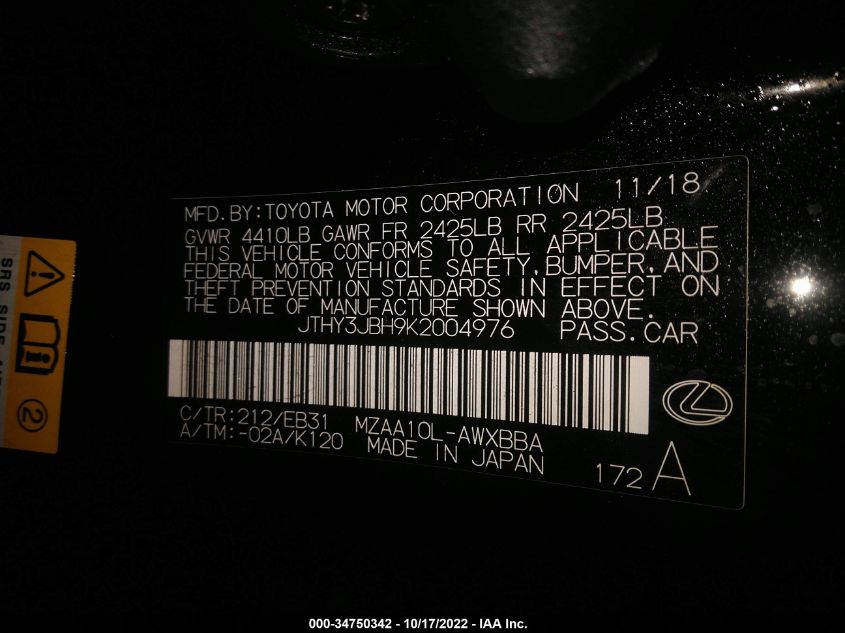 MFD.BY:TOYOTA MOTOR CORPORATION 11/18
GVWR 4410LB GAWR FR 2425LB RR 2425LB
THIS VEHICLE CONFORMS TO ALL APPLICABLE
FEDERAL MOTOR VEHICLE SAFETY,BUMPER,AND
THEFT PREVENTION STANDARDS IN EFFECT ON
THE DATE OF MANUFACTURE SHOWN ABOVE.
JTHY3JBH9K2004976 PASS.CAR
C/TR:212/EB31 MZAA10L-AWXBBA
A/TM:-02A/K120 MADE IN JAPAN
172 A
SRS SIDE
2
000-34750342 - 10/17/2022 - IAA Inc.